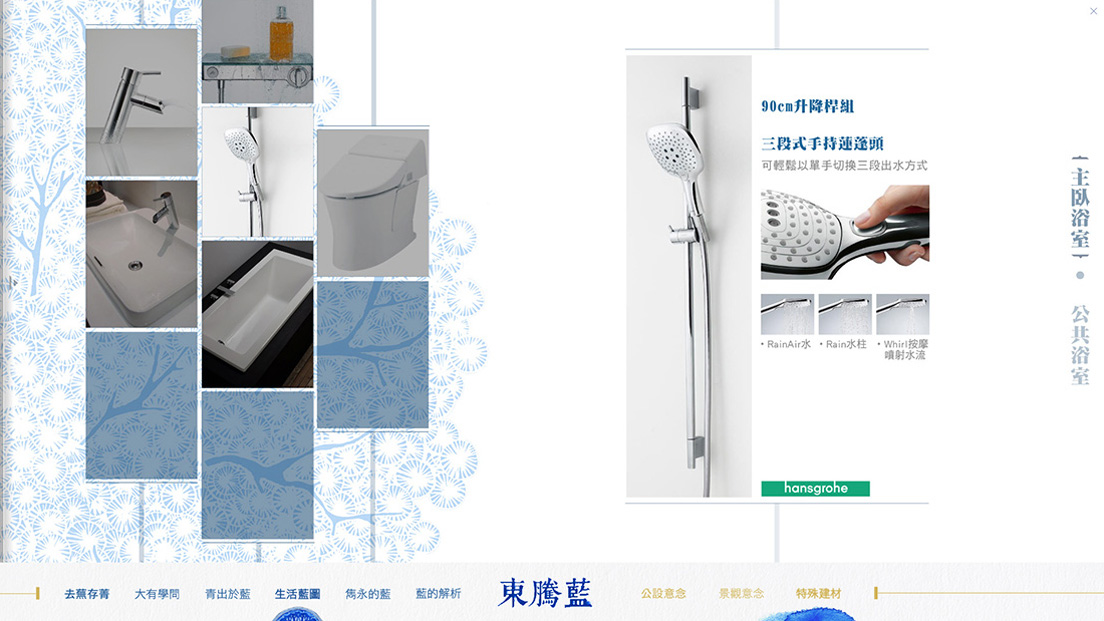 90cm升降桿組
三段式手持蓮蓬頭
可輕鬆以單手切換三段出水方式
•RainAir水
•Rain水柱
•Whirl按摩
噴射水流
hansgrohe
主臥浴室
公共浴室
去蕪存菁
大有學問
青出於藍
生活藍圖
雋永的藍
藍的解析
東騰藍
公設意念
景觀意念
特殊建材